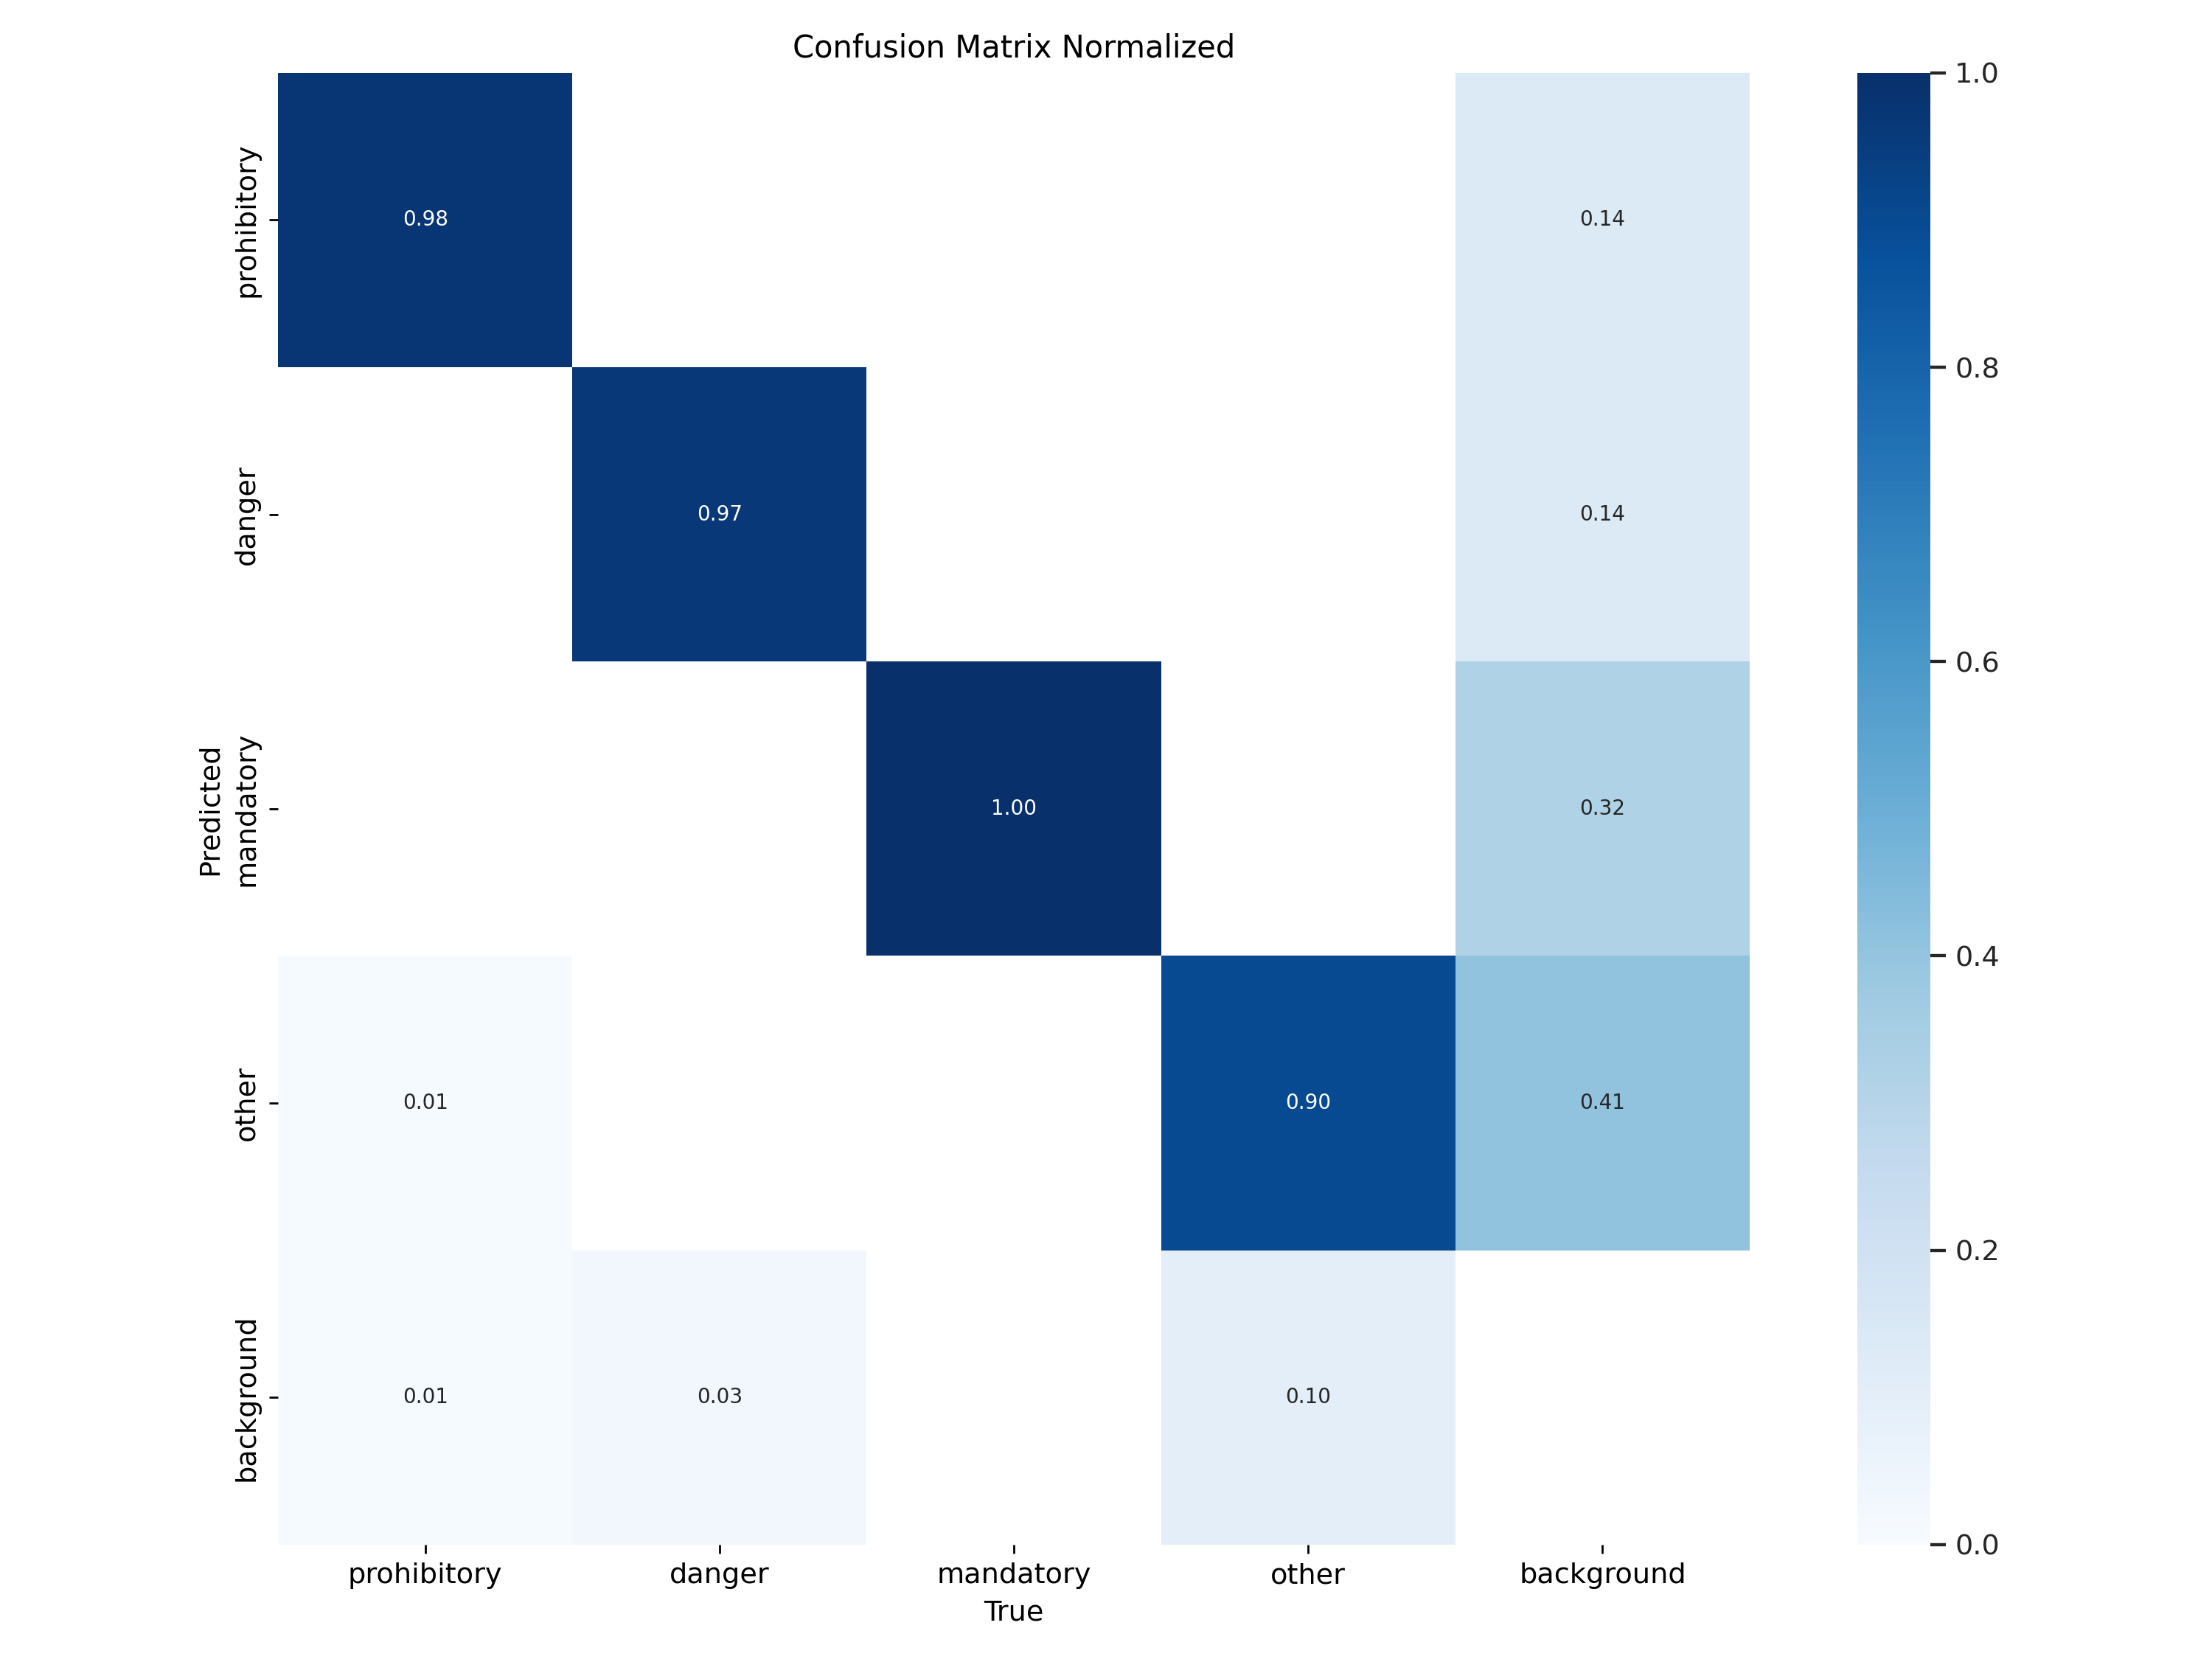 Confusion Matrix Normalized
prohibitory
0.98
0.14
danger
0.97
0.14
Predicted
mandatory
1.00
0.32
other
0.01
0.90
0.41
background
0.01
0.03
0.10
prohibitory
danger
mandatory
other
background
True
1.0
0.8
0.6
0.4
0.2
0.0